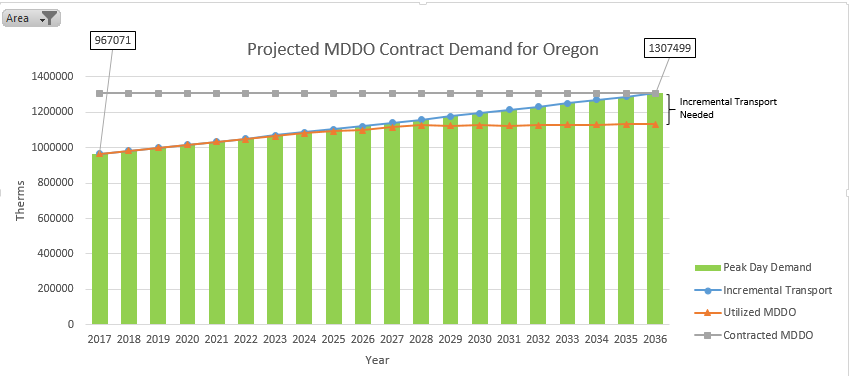 Area
967071
Projected MDDO Contract Demand for Oregon
1307499
1400000
1200000
1000000
800000
600000
400000
200000
0
Therms
Incremental Transport
Needed
Peak Day Demand
Incremental Transport
Utilized MDDO
Contracted MDDO
2017 2018 2019 2020 2021 2022 2023 2024 2025 2026 2027 2028 2029 2030 2031 2032 2033 2034 2035 2036
Year